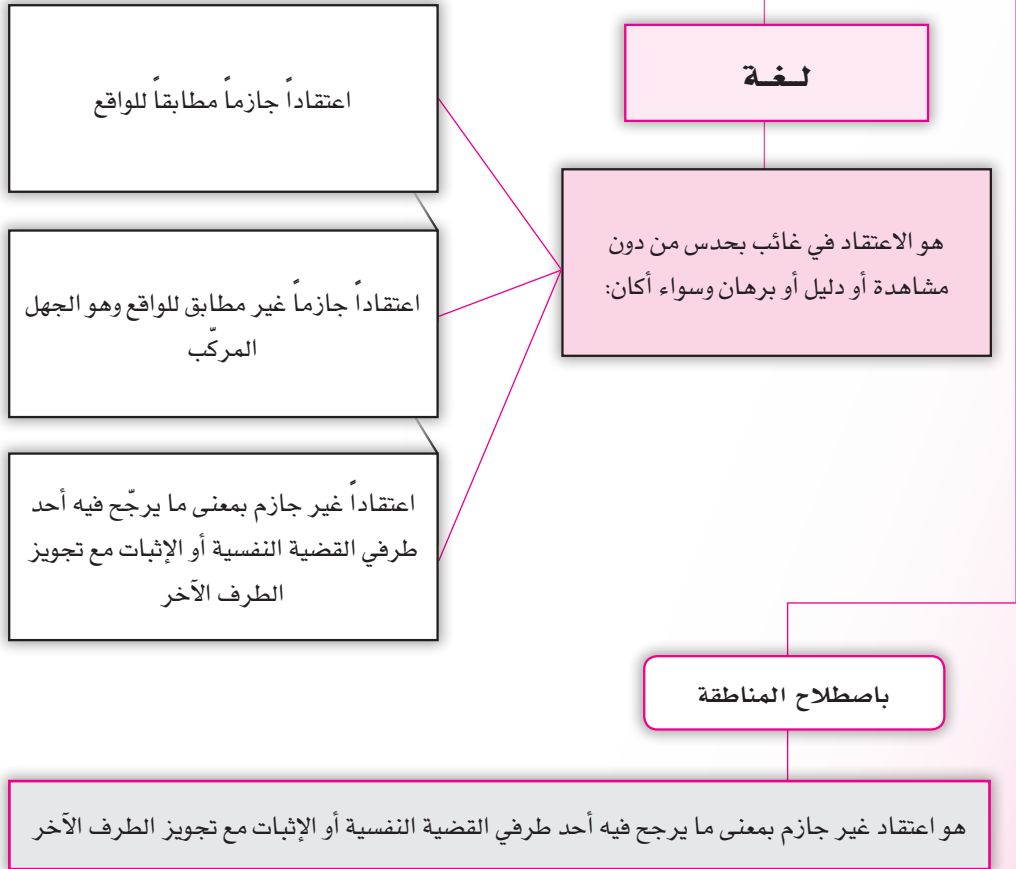 لـغـة
هو الاعتقاد في غائب بحدس من دون
مشاهدة أو دليل أو برهان وسواء أكان:
اعتقاداً جازماً مطابقاً للواقع
اعتقاداً جازماً غير مطابق للواقع وهو الجهل
المركّب
اعتقاداً غير جازم بمعنى ما يرجّح فيه أحد
طرفي القضية النفسية أو الإثبات مع تجويز
الطرف الآخر
باصطلاح المناطقة
هو اعتقاد غير جازم بمعنى ما يرجح فيه أحد طرفي القضية النفسية أو الإثبات مع تجويز الطرف الآخر